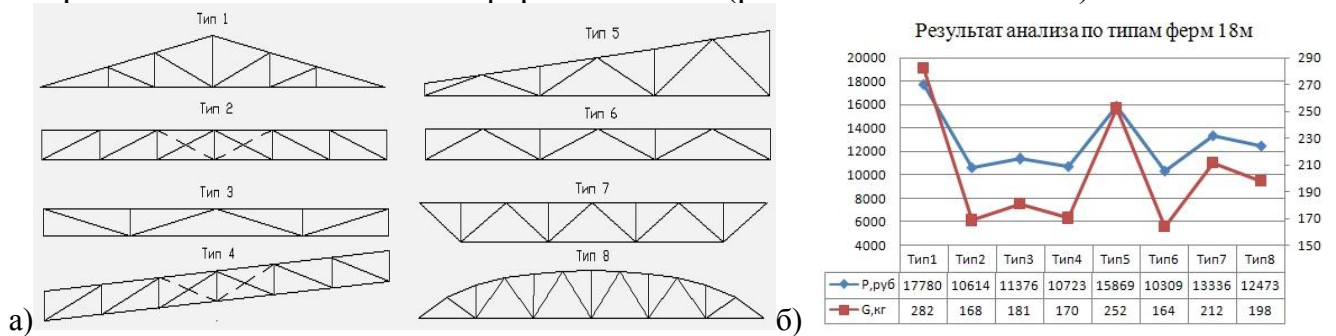 Тип 1
Тип 5
Тип 2
Тип 6
Тип 3
Тип 7
Тип 4
Тип 8
а)
б)
Результат анализа по типам ферм 18м
20000 290
18000 270
16000 250
14000
12000 230
10000 210
8000 190
6000 170
4000 150
Тип1 Тип2 Тип3 Тип4 Тип5 Тип6 Тип7 Тип8
Р,руб 17780 10614 11376 10723 15869 10309 13336 12473
G,кг 282 168 181 170 252 164 212 198